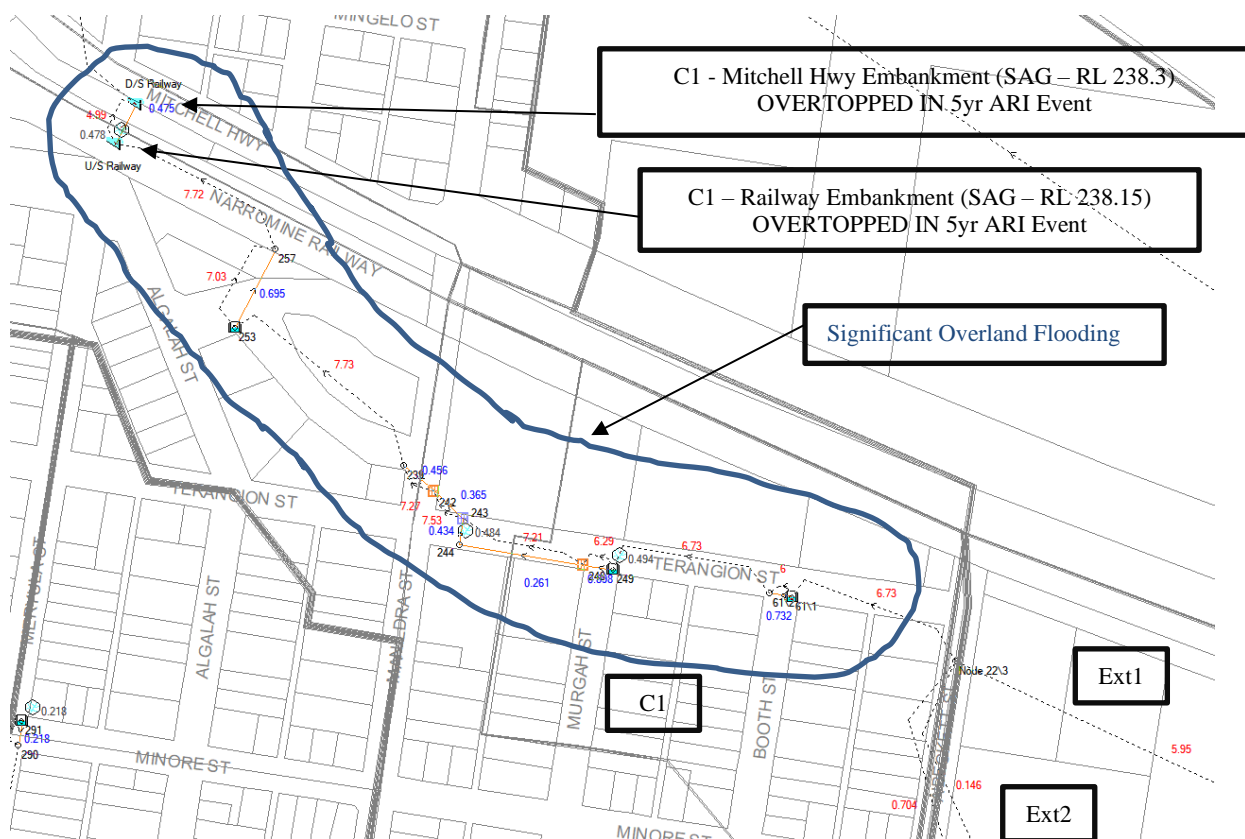 MINGELO ST
C1 - Mitchell Hwy Embankment (SAG – RL 238.3)
OVERTOPPED IN 5yr ARI Event
D/S Railway
0.475
MITCHELL HWY
4.99
0.478
U/S Railway
C1 – Railway Embankment (SAG – RL 238.15)
OVERTOPPED IN 5yr ARI Event
7.72
NARROMINE RAILWAY
257
7.03
0.695
ALGALAH ST
253
Significant Overland Flooding
7.73
239
0.456
242
0.365
TERANGION ST
7.27
243
7.53
0.434
0.484
244
7.21
6.29
0.494
6.73
TERANGION ST
249
0.261
6
61\1
6.73
0.732
MURGAH ST
BOOTH ST
ALGALAH ST
Node 22\3
Ext1
C1
0.218
291
0.218
290
MINORE ST
5.95
0.146
0.704
Ext2
MINORE ST